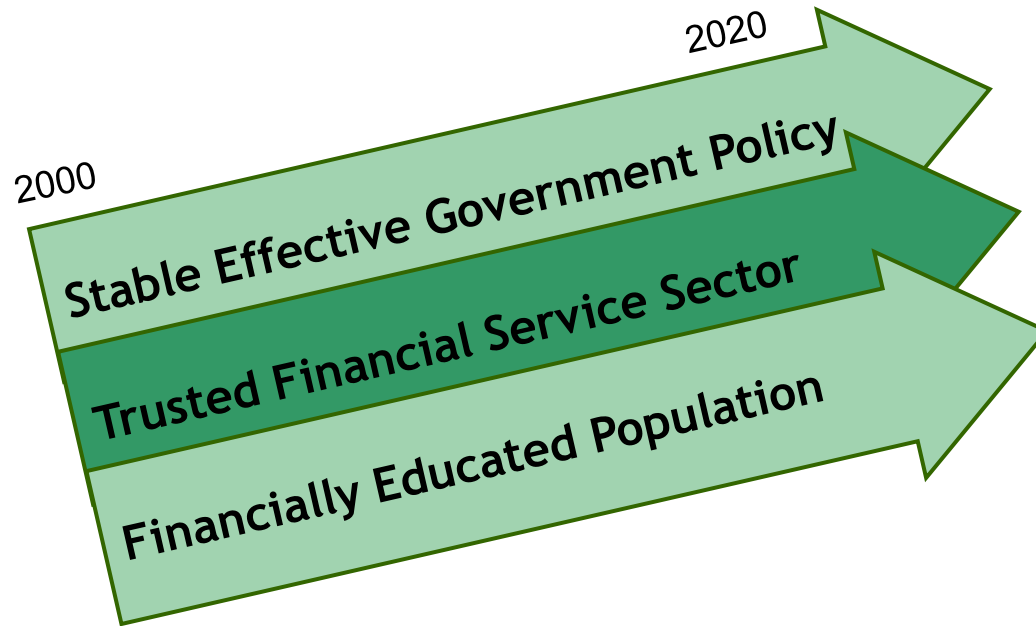 2000
2020
Stable Effective Government Policy
Trusted Financial Service Sector
Financially Educated Population